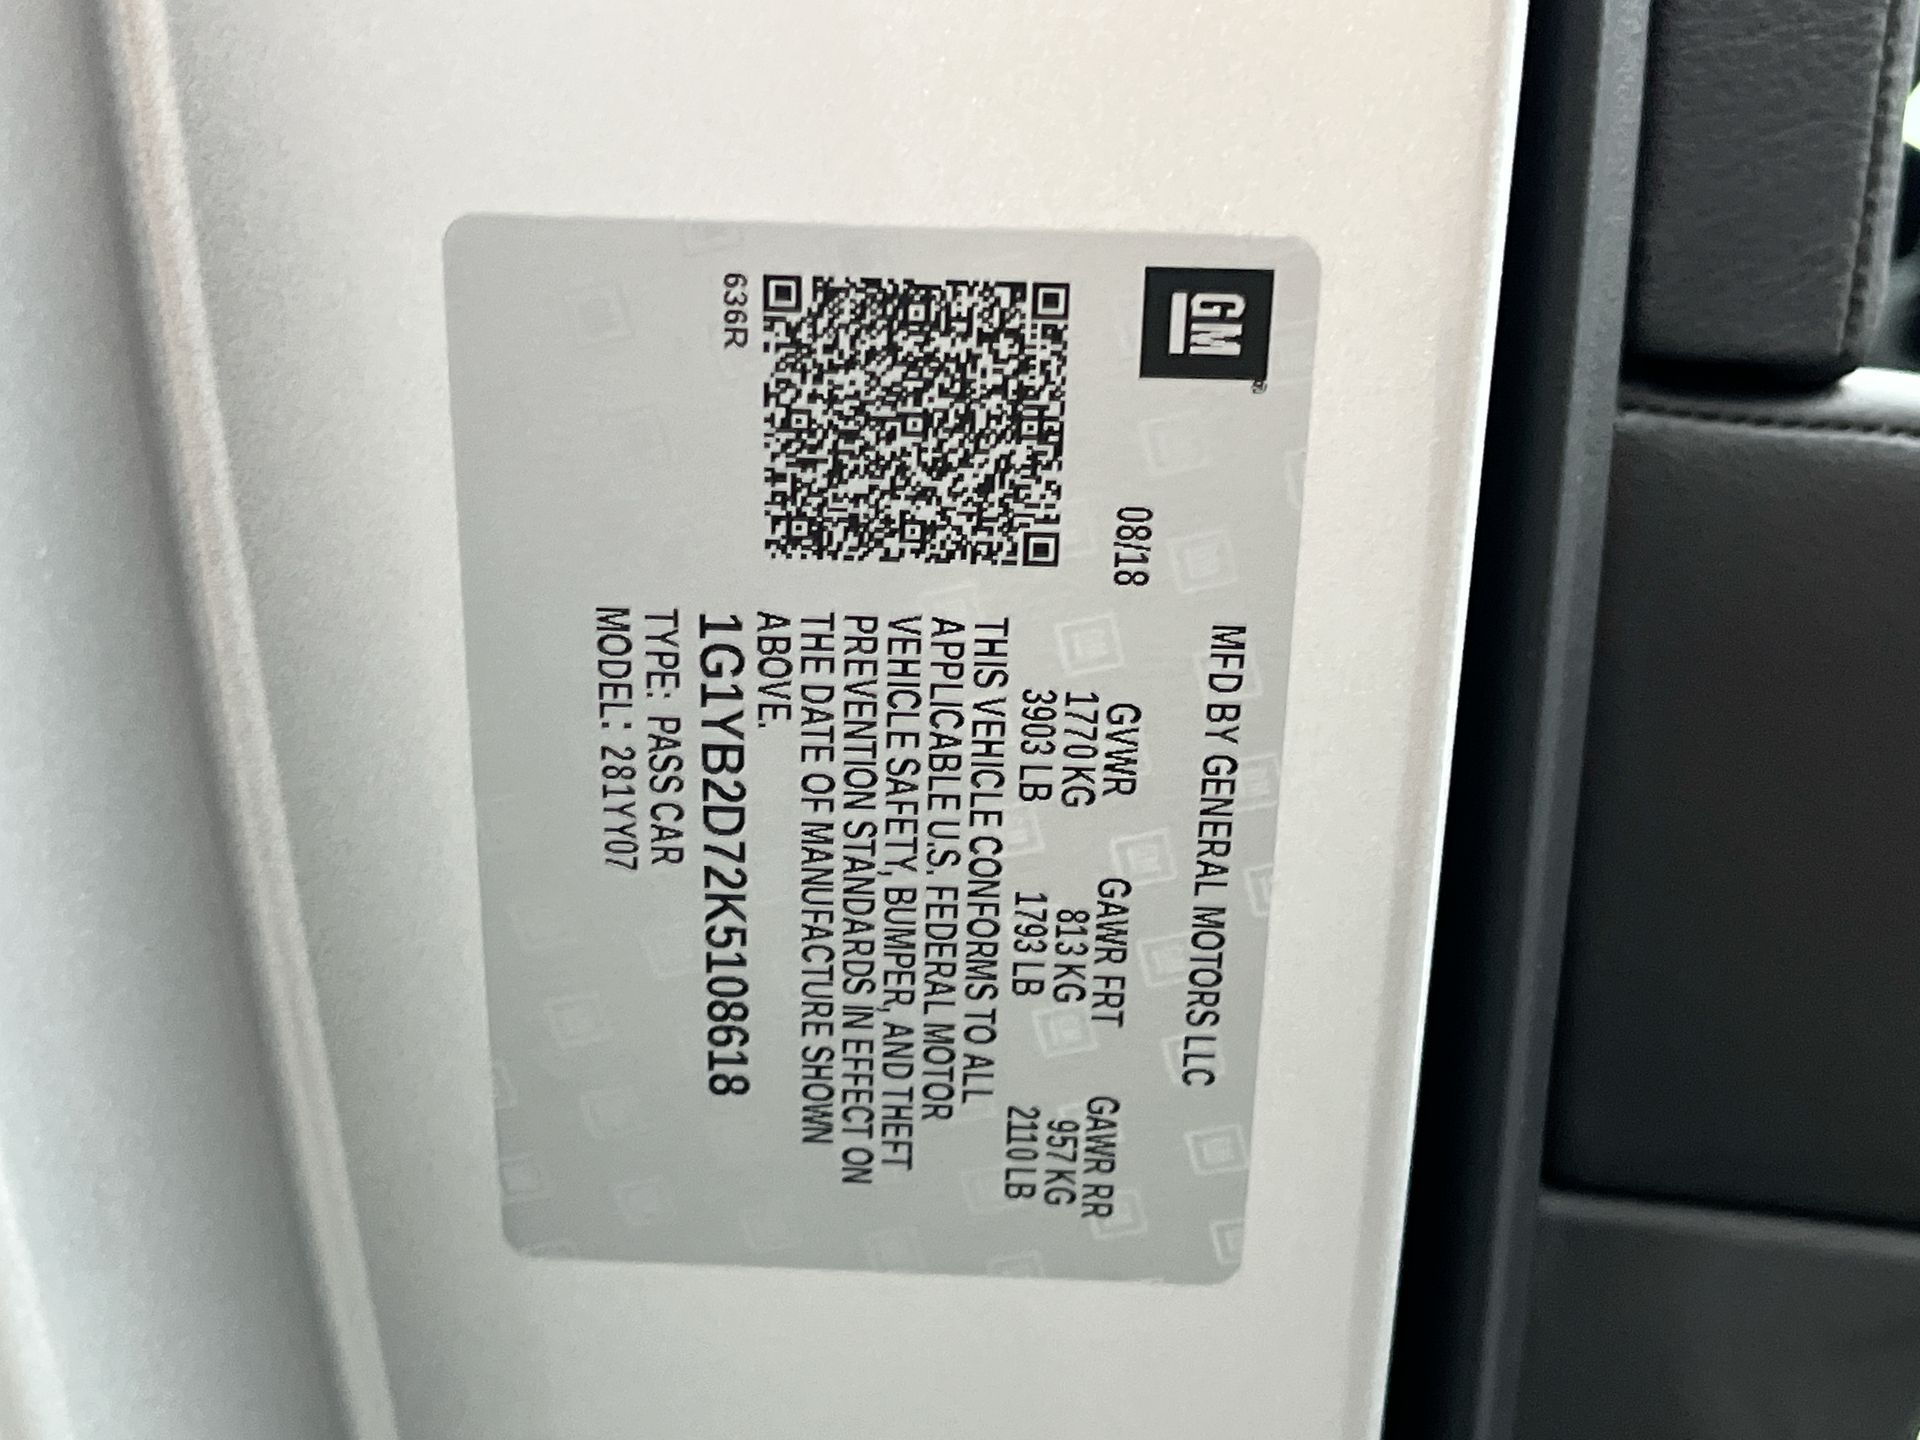 GM®
MFD BY GENERAL MOTORS LLC
08/18
GVWR GAWR FRT GAWR RR
1770 KG 813 KG 957 KG
3903 LB 1793 LB 2110 LB
THIS VEHICLE CONFORMS TO ALL
APPLICABLE U.S. FEDERAL MOTOR
VEHICLE SAFETY, BUMPER, AND THEFT
PREVENTION STANDARDS IN EFFECT ON
THE DATE OF MANUFACTURE SHOWN
ABOVE.
636R
1G1YB2D72K5108618
TYPE: PASS CAR
MODEL: 281YY07